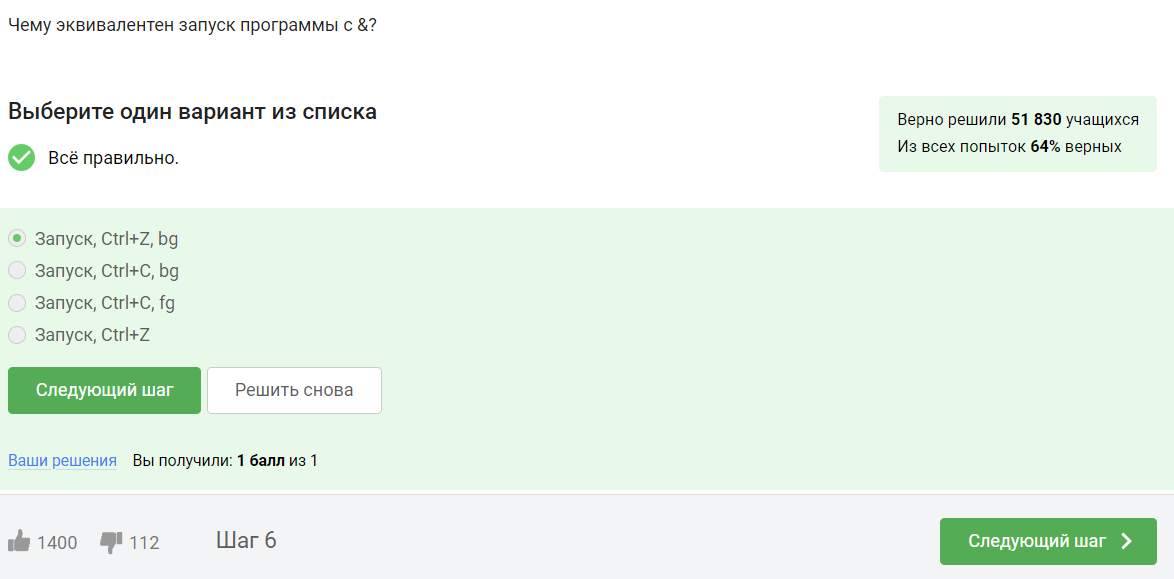 Чему эквивалентен запуск программы с &?
Выберите один вариант из списка
Всё правильно.
Верно решили 51 830 учащихся
Из всех попыток 64% верных
Запуск, Ctrl+Z, bg
Запуск, Ctrl+C, bg
Запуск, Ctrl+C, fg
Запуск, Ctrl+Z
Следующий шаг Решить снова
Ваши решения Вы получили: 1 балл из 1
1400 112 Шаг 6 Следующий шаг